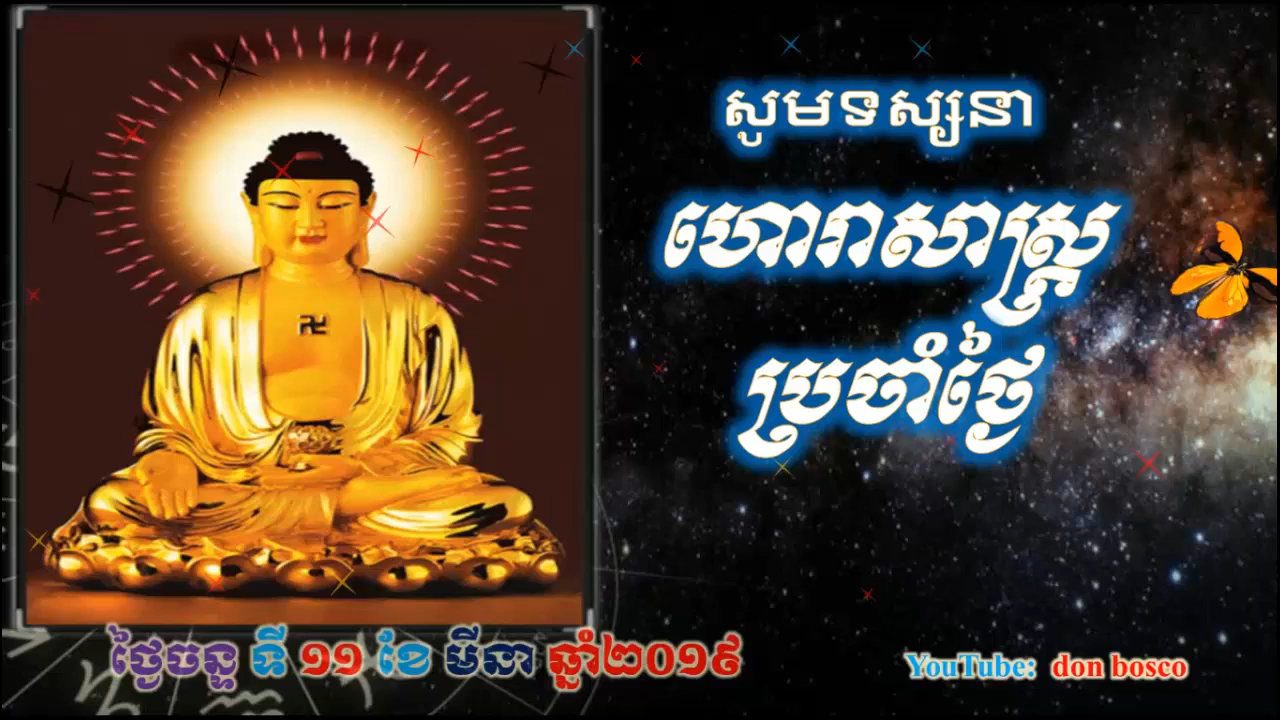 សូមទស្សនា
ហោរាសាស្ត្រ
ប្រចាំថ្ងៃ
ថ្ងៃចន្ទ ទី ១១ ខែ មីនា ឆ្នាំ២០១៩
YouTube: don bosco